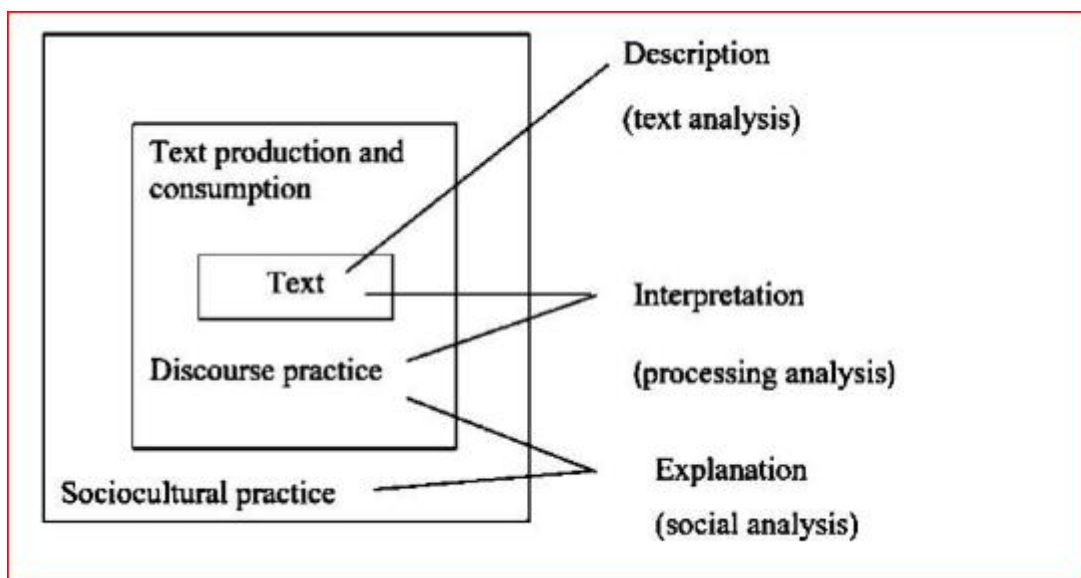 Description
(text analysis)
Text production and
consumption
Text
Interpretation
Discourse practice
(processing analysis)
Explanation
Sociocultural practice
(social analysis)